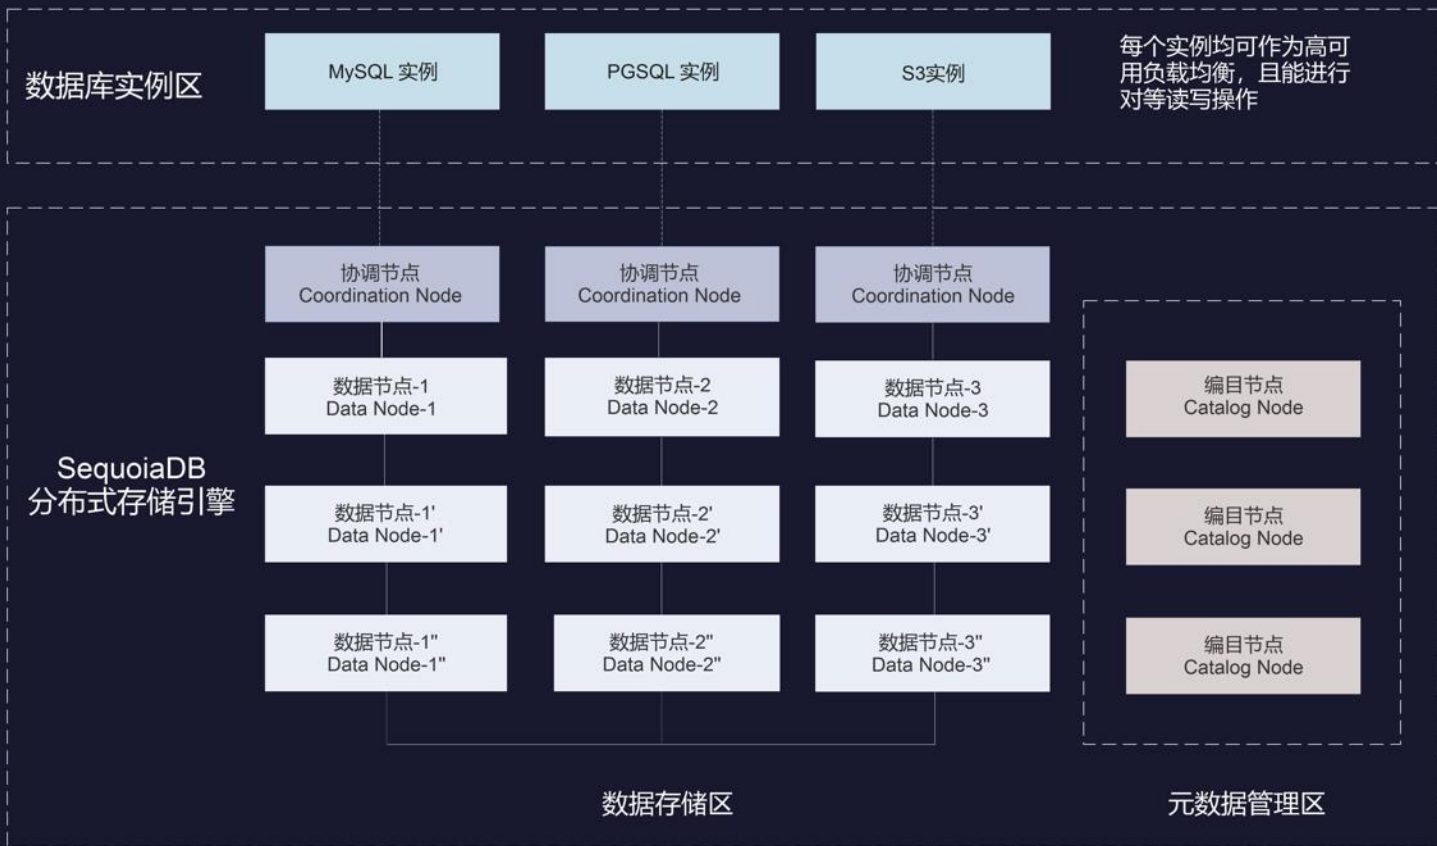 数据库实例区
MySQL 实例
PGSQL 实例
S3实例
每个实例均可作为高可
用负载均衡，且能进行
对等读写操作
协调节点
Coordination Node
协调节点
Coordination Node
协调节点
Coordination Node
数据节点-1
Data Node-1
数据节点-2
Data Node-2
数据节点-3
Data Node-3
编目节点
Catalog Node
SequoiaDB
分布式存储引擎
数据节点-1'
Data Node-1'
数据节点-2'
Data Node-2'
数据节点-3'
Data Node-3'
编目节点
Catalog Node
数据节点-1"
Data Node-1"
数据节点-2"
Data Node-2"
数据节点-3"
Data Node-3"
编目节点
Catalog Node
数据存储区
元数据管理区